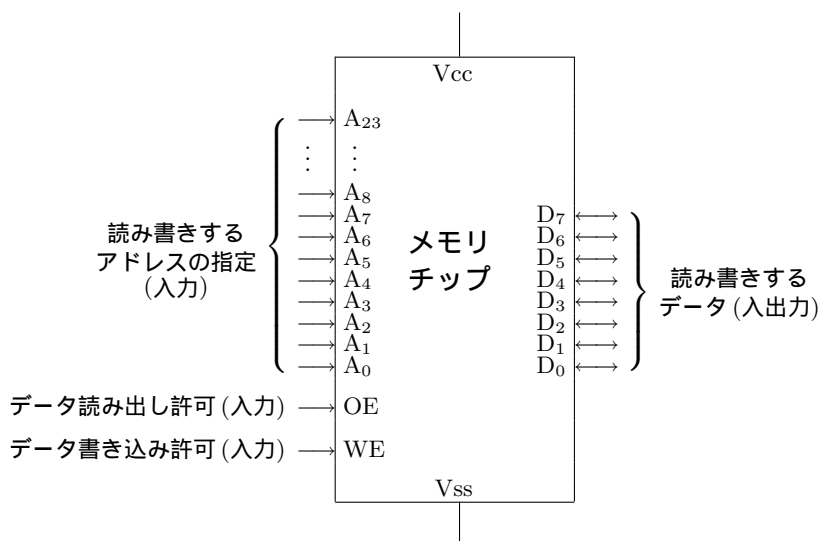 Vcc
A₂₃
⋮ ⋮
A₈
A₇
A₆
A₅
A₄
A₃
A₂
A₁
A₀
読み書きする
アドレスの指定
(入力)
メモリ
チップ
D₇
D₆
D₅
D₄
D₃
D₂
D₁
D₀
読み書きする
データ (入出力)
データ読み出し許可 (入力)
OE
データ書き込み許可 (入力)
WE
Vss